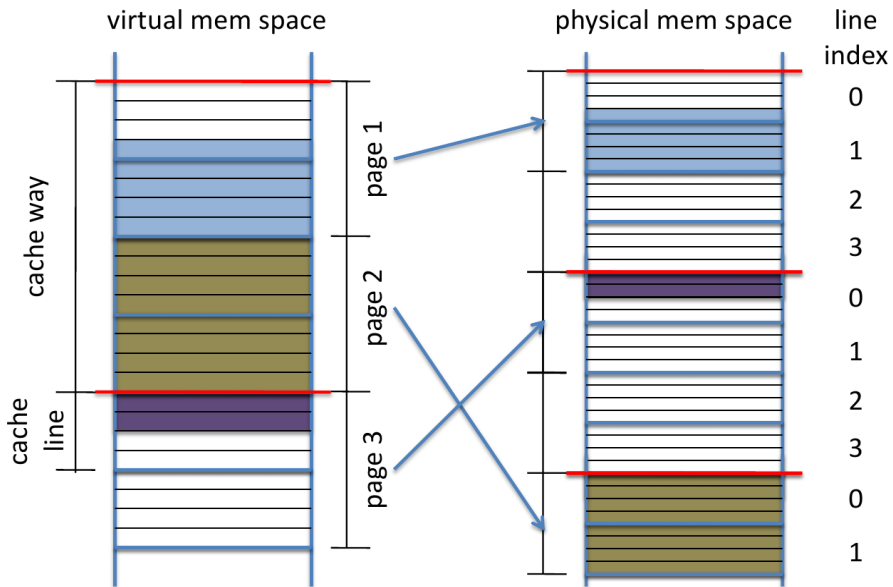 virtual mem space
physical mem space
line
index
cache way
cache
line
page 1
page 2
page 3
0
1
2
3
0
1
2
3
0
1